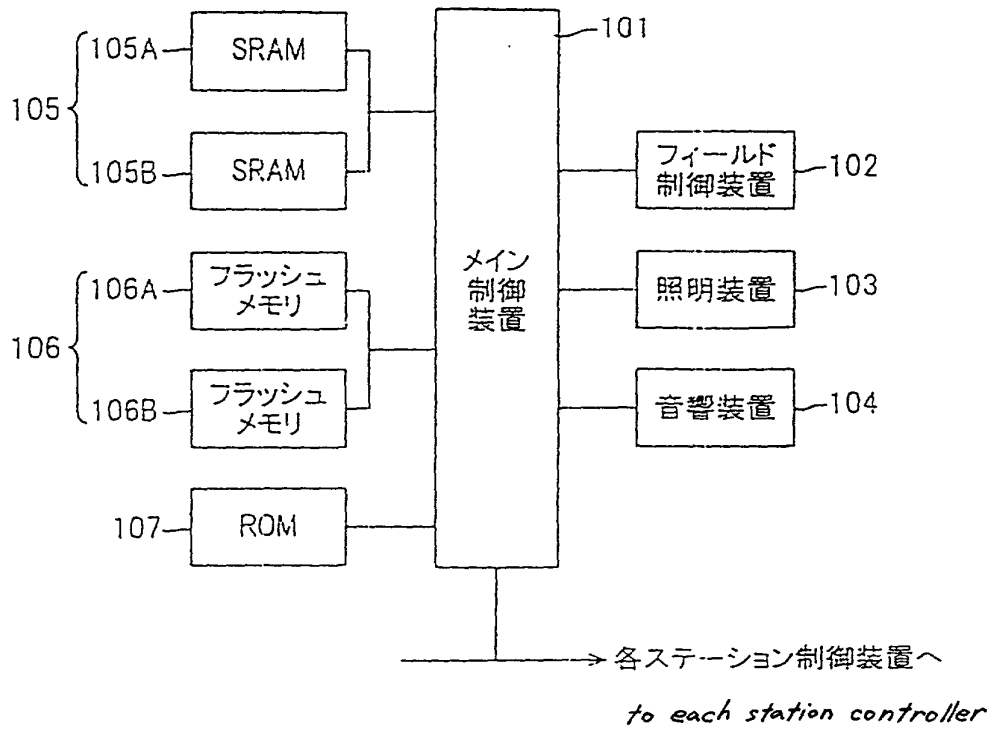 105
105A
SRAM
105B
SRAM
106
106A
フラッシュ
メモリ
106B
フラッシュ
メモリ
107
ROM
メイン
制御
装置
101
フィールド
制御装置
102
照明装置
103
音響装置
104
各ステーション制御装置へ
to each station controller